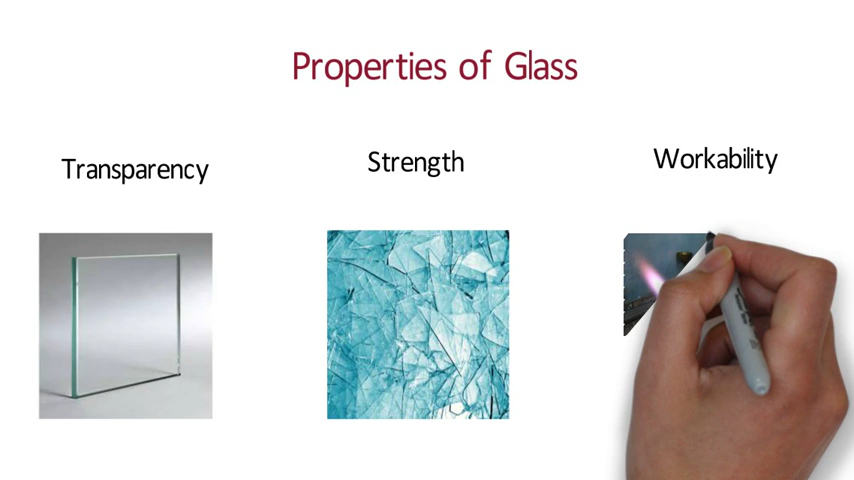 Properties of Glass
Transparency
Strength
Workability